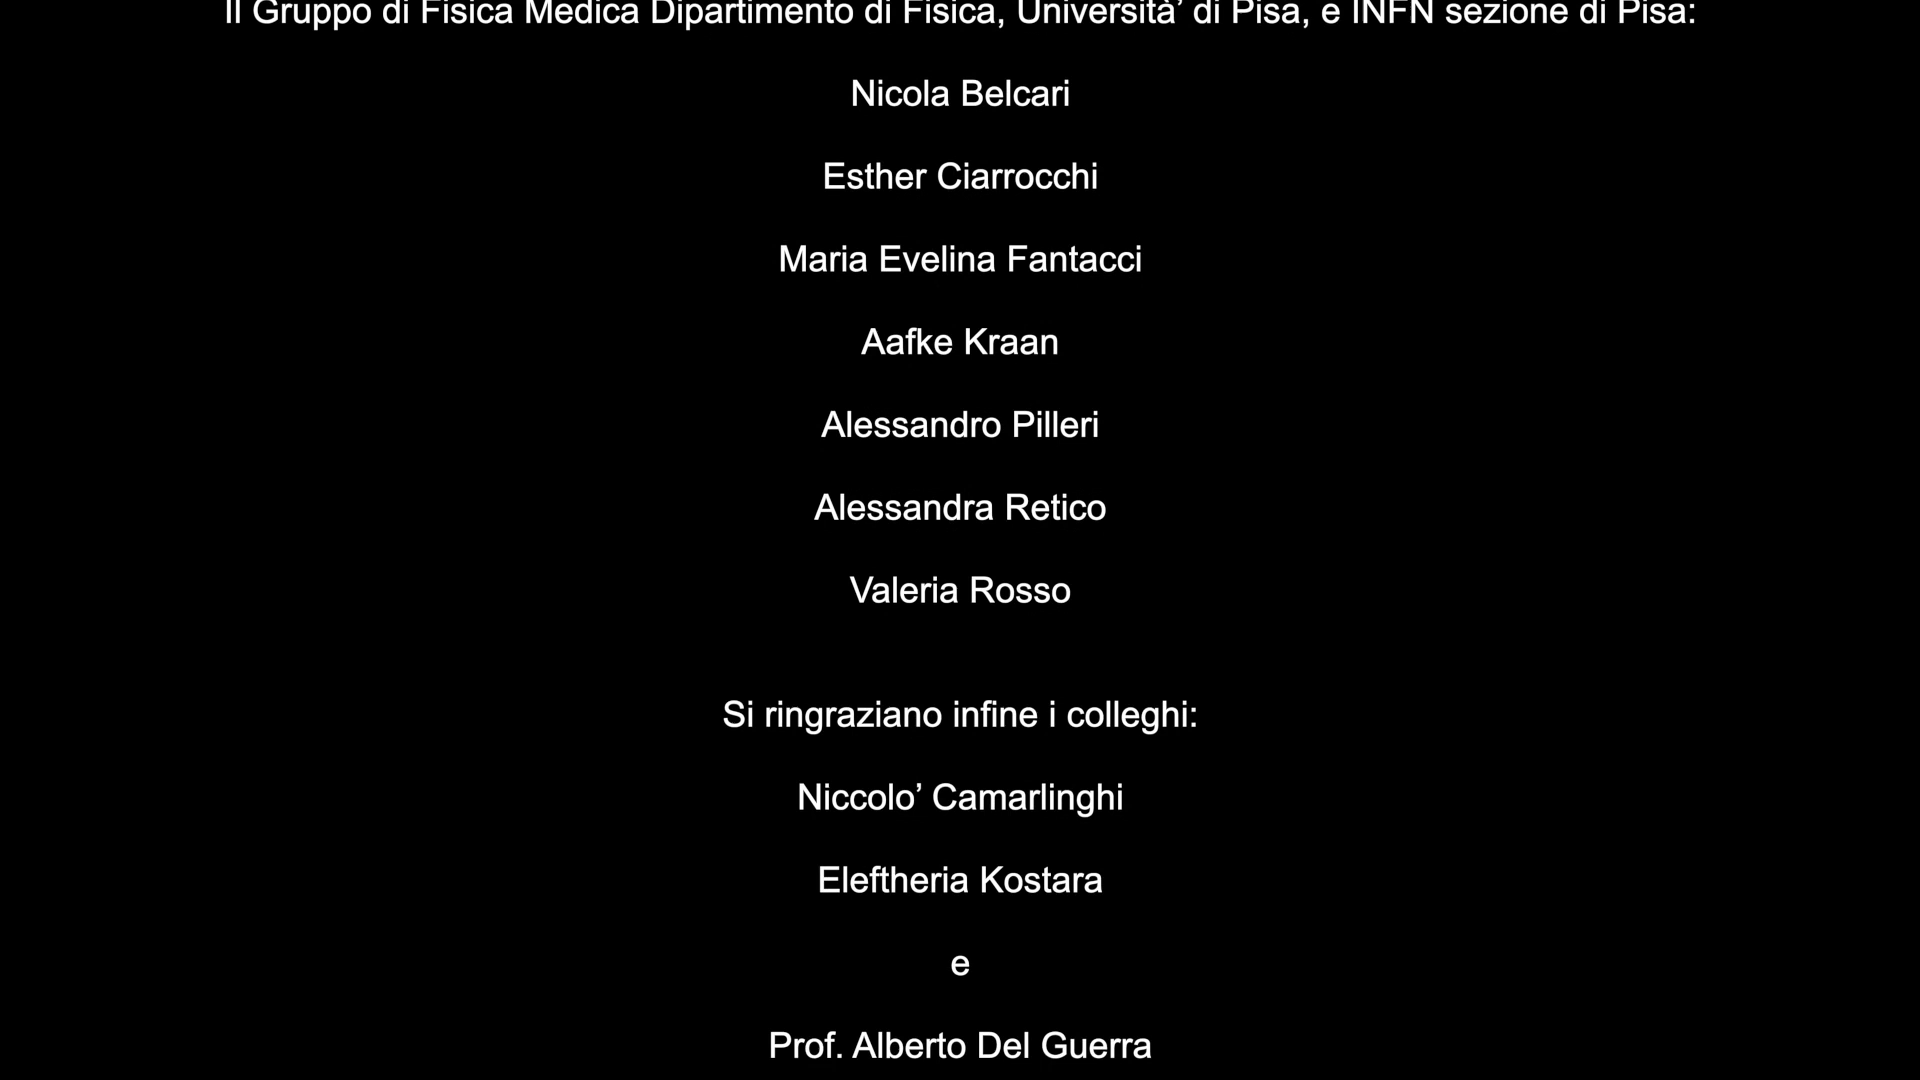 Il Gruppo di Fisica Medica Dipartimento di Fisica, Università’ di Pisa, e INFN sezione di Pisa:
Nicola Belcari
Esther Ciarrocchi
Maria Evelina Fantacci
Aafke Kraan
Alessandro Pilleri
Alessandra Retico
Valeria Rosso
Si ringraziano infine i colleghi:
Niccolo’ Camarlinghi
Eleftheria Kostara
e
Prof. Alberto Del Guerra